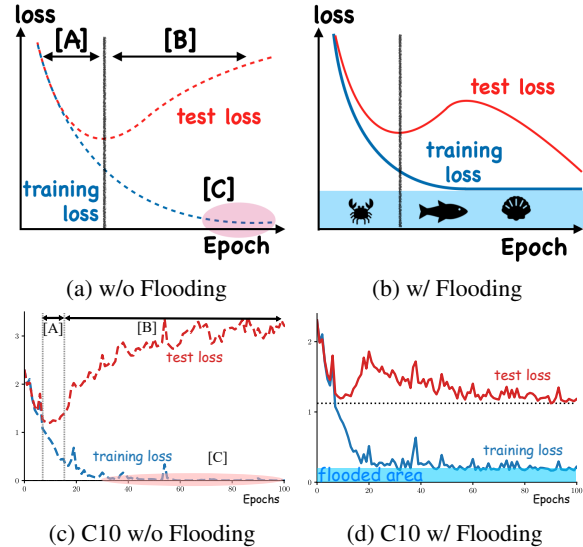 loss
[A]
[B]
test loss
training
loss
[C]
Epoch
(a) w/o Flooding
loss
test loss
training
loss
Epoch
(b) w/ Flooding
[A]
[B]
3
2
1
0
test loss
training loss
[C]
0 20 40 60 80 100
Epochs
(c) C10 w/o Flooding
2
1
0
test loss
training loss
flooded area
0 20 40 60 80 100
Epochs
(d) C10 w/ Flooding